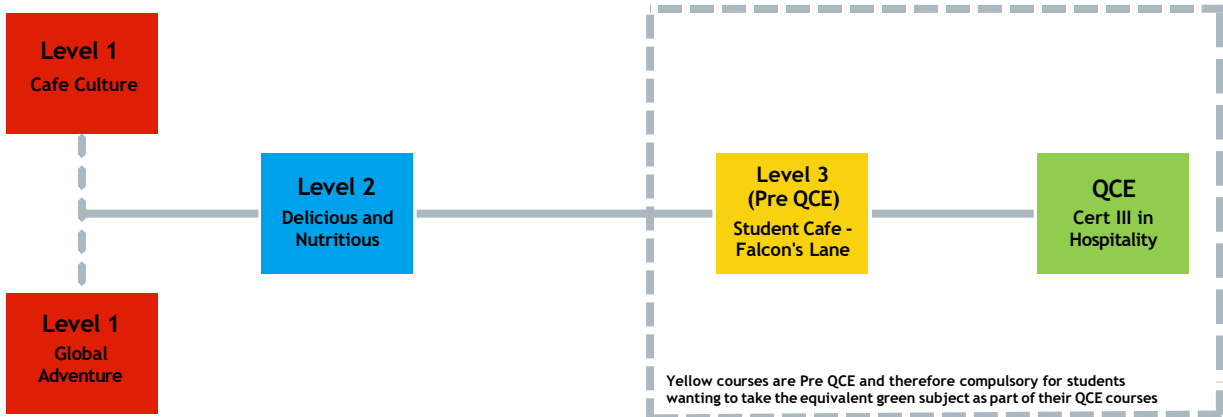 Level 1
Cafe Culture
Level 1
Global
Adventure
Level 2
Delicious and
Nutritious
Level 3
(Pre QCE)
Student Cafe -
Falcon's Lane
QCE
Cert III in
Hospitality
Yellow courses are Pre QCE and therefore compulsory for students
wanting to take the equivalent green subject as part of their QCE courses